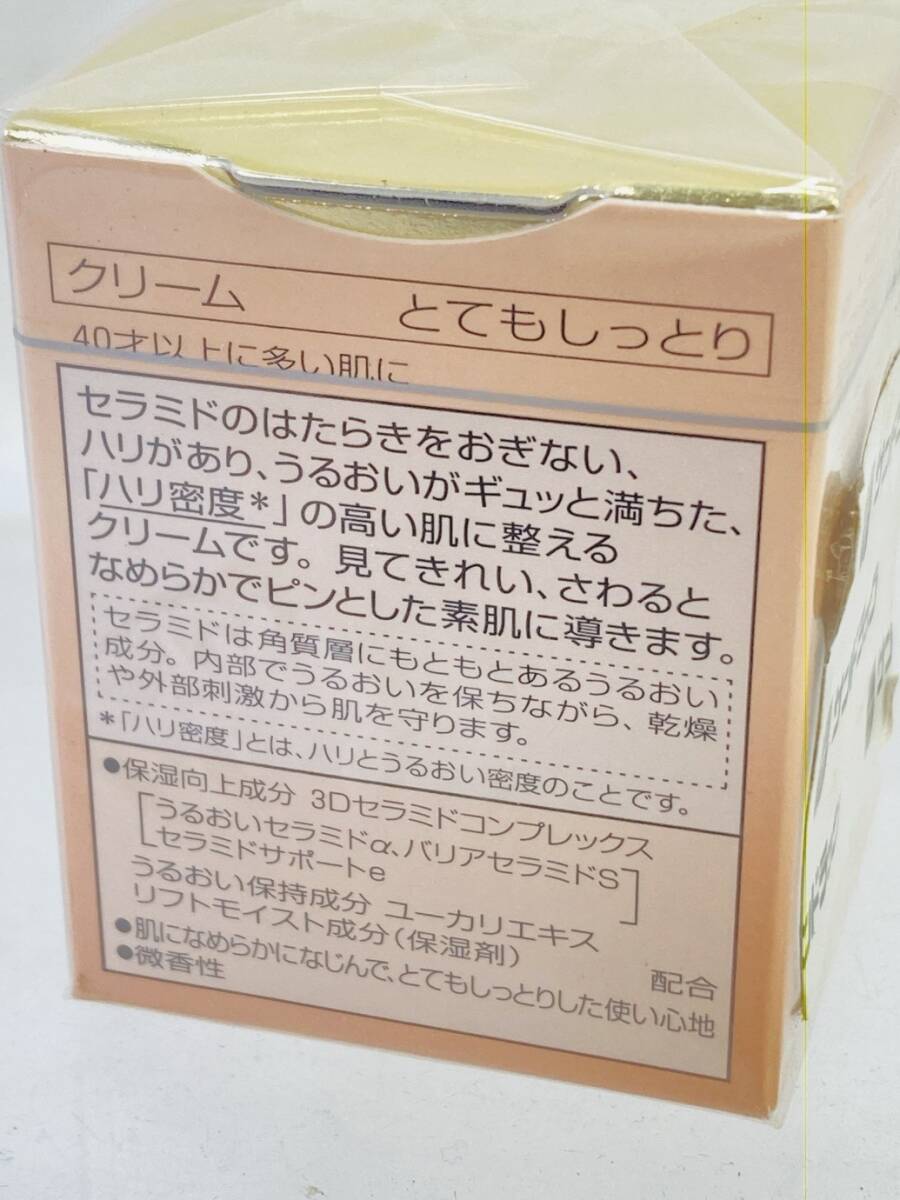 クリーム とてもしっとり
40才以上に多い肌に
セラミドのはたらきをおぎない、
ハリがあり、うるおいがギュッと満ちた、
「ハリ密度*」の高い肌に整える
クリームです。見てきれい、さわると
なめらかでピンとした素肌に導きます。
セラミドは角質層にもともとあるうるおい
成分。内部でうるおいを保ちながら、乾燥
や外部刺激から肌を守ります。
*「ハリ密度」とは、ハリとうるおい密度のことです。
●保湿向上成分 3Dセラミドコンプレックス
[うるおいセラミドα、バリアセラミドS
セラミドサポートe]
うるおい保持成分 ユーカリエキス
リフトモイスト成分(保湿剤) 配合
●肌になめらかになじんで、とてもしっとりした使い心地
●微香性